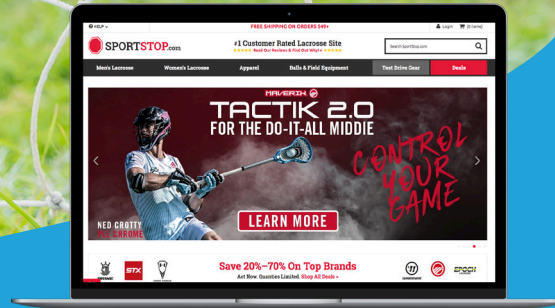 HELP
FREE SHIPPING ON ORDERS $49+
Login (0 items)
SPORTSTOP.com
#1 Customer Rated Lacrosse Site
Read Our Reviews & Find Out Why!
Search SportStop.com
Men's Lacrosse Women's Lacrosse Apparel Balls & Field Equipment Test Drive Gear Deals
MAVERIK
TACTIK 2.0
FOR THE DO-IT-ALL MIDDIE
CONTROL
YOUR
GAME
NED CROTTY
LEARN MORE
STX
Save 20%-70% On Top Brands
Act Now. Quantities Limited. Shop All Deals »
EPOCH